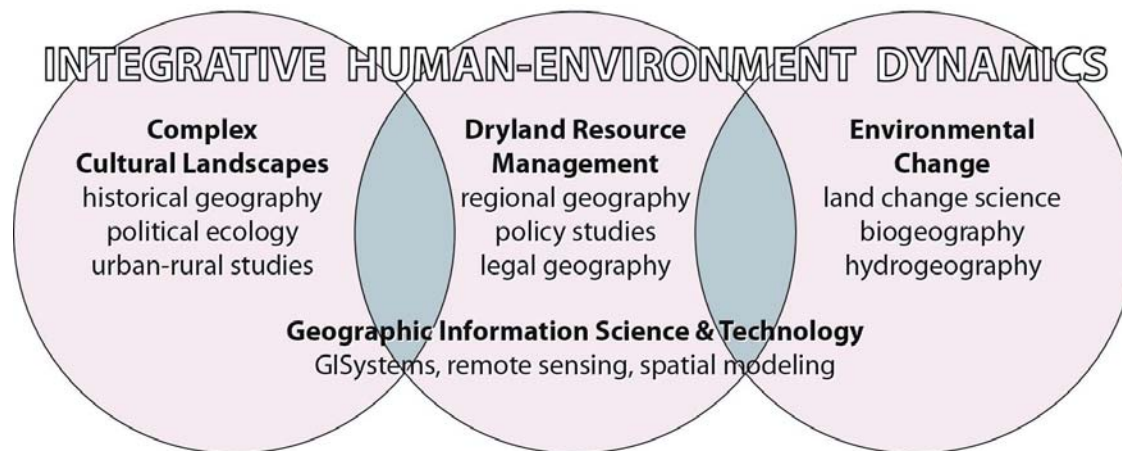 INTEGRATIVE HUMAN-ENVIRONMENT DYNAMICS
Complex
Cultural Landscapes
historical geography
political ecology
urban-rural studies
Dryland Resource
Management
regional geography
policy studies
legal geography
Environmental
Change
land change science
biogeography
hydrogeography
Geographic Information Science & Technology
GISystems, remote sensing, spatial modeling